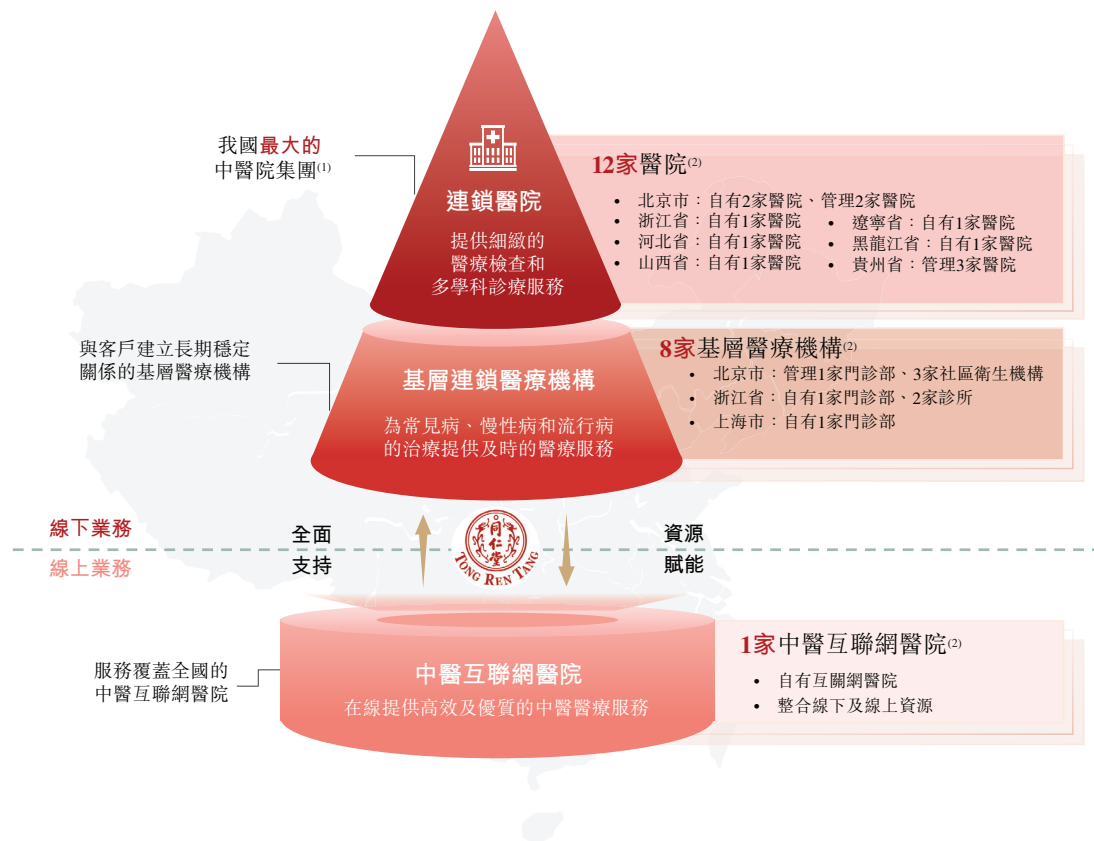 我國最大的
中醫院集團(1)
連鎖醫院
提供細緻的
醫療檢查和
多學科診療服務
12家醫院(2)
• 北京市：自有2家醫院、管理2家醫院
• 浙江省：自有1家醫院 • 遼寧省：自有1家醫院
• 河北省：自有1家醫院 • 黑龍江省：自有1家醫院
• 山西省：自有1家醫院 • 貴州省：管理3家醫院
與客戶建立長期穩定
關係的基層醫療機構
基層連鎖醫療機構
為常見病、慢性病和流行病
的治療提供及時的醫療服務
8家基層醫療機構(2)
• 北京市：管理1家門診部、3家社區衛生機構
• 浙江省：自有1家門診部、2家診所
• 上海市：自有1家門診部
線下業務
線上業務
全面
支持
同仁堂
TONG REN TANG
資源
賦能
服務覆蓋全國的
中醫互聯網醫院
中醫互聯網醫院
在線提供高效及優質的中醫醫療服務
1家中醫互聯網醫院(2)
• 自有互關網醫院
• 整合線下及線上資源